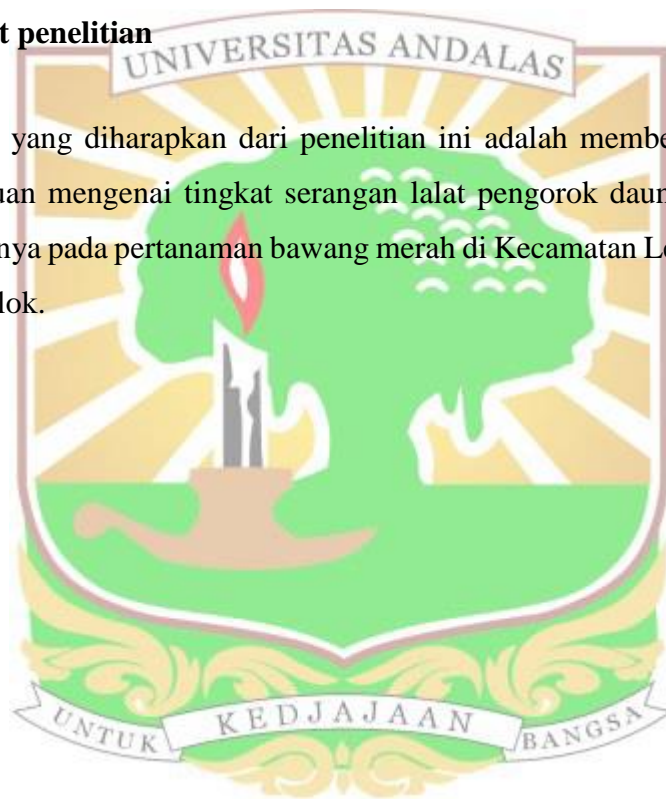 t penelitian
UNIVERSITAS ANDALAS
yang diharapkan dari penelitian ini adalah membe
uan mengenai tingkat serangan lalat pengorok daun
nya pada pertanaman bawang merah di Kecamatan Le
lok.
UNTUK KEDJAJAAN BANGSA